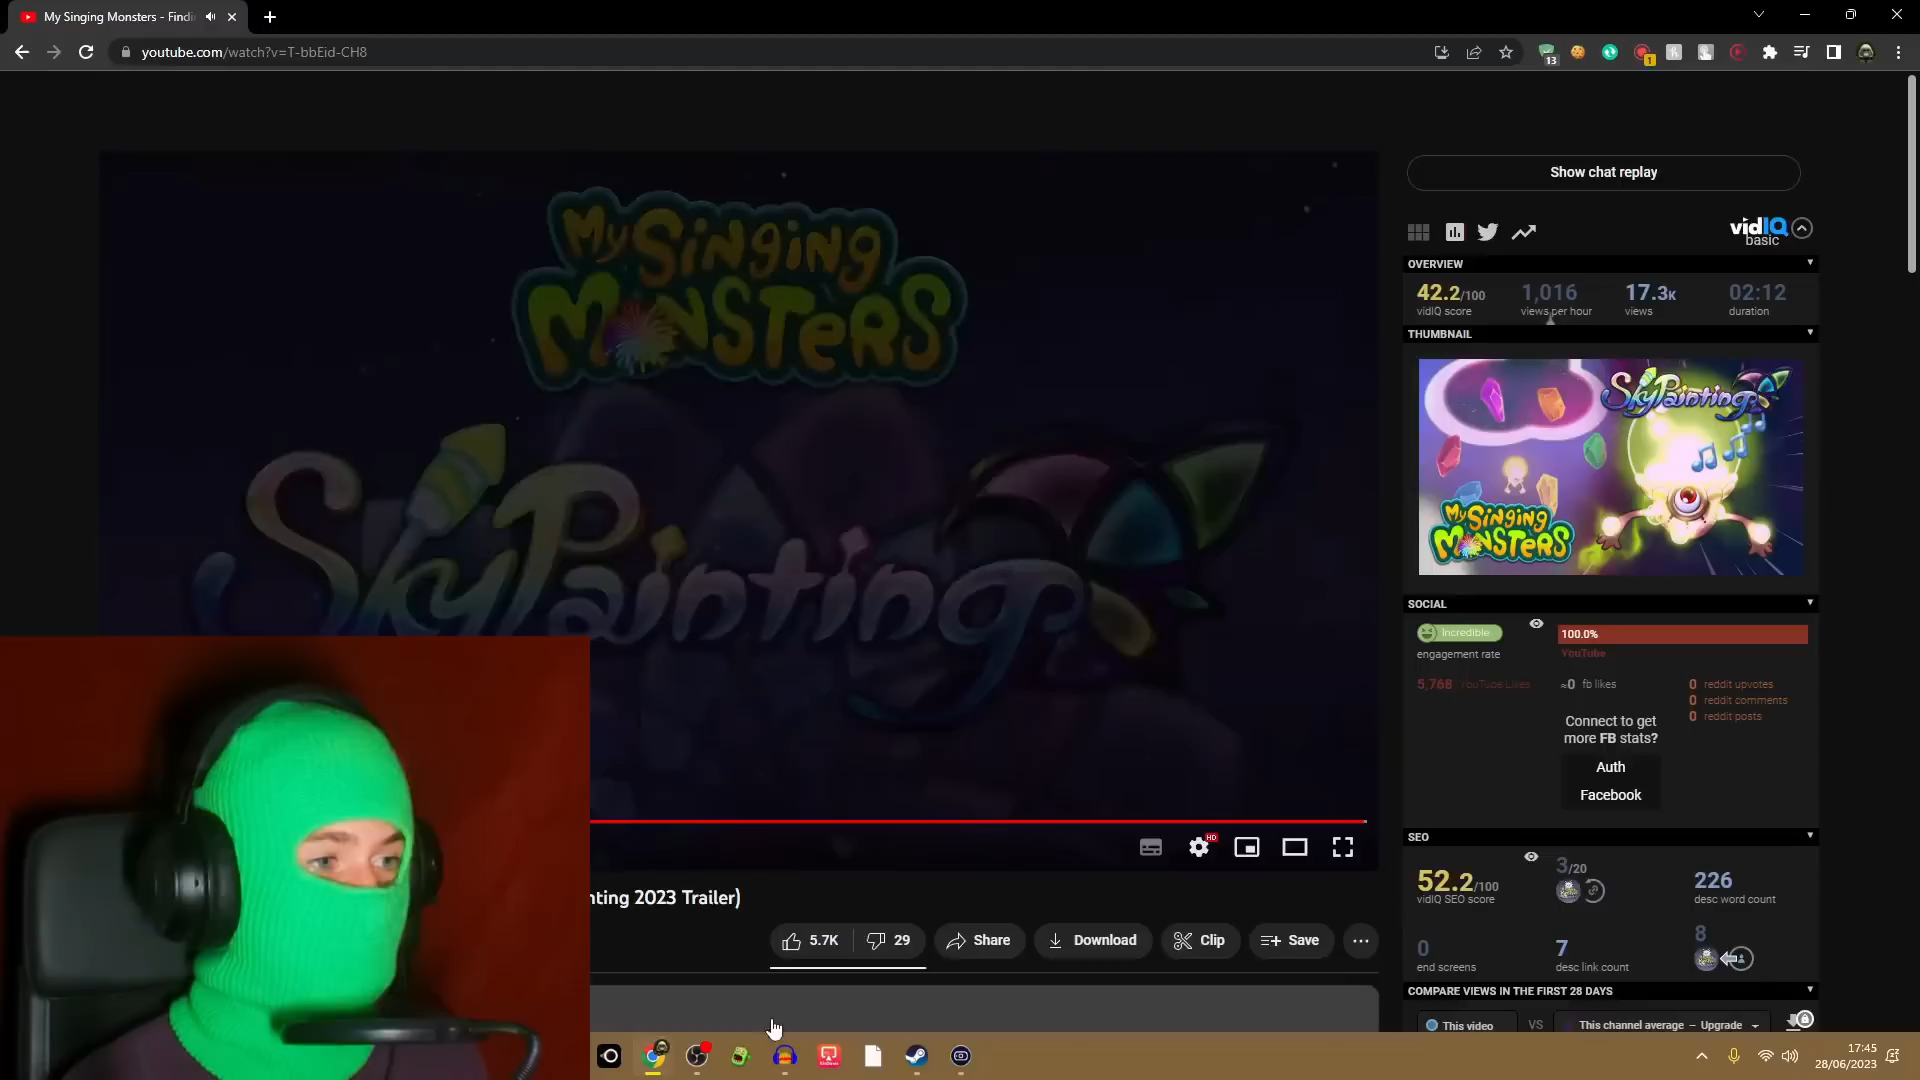 My Singing Monsters - Findi
youtube.com/watch?v=T-bbEid-CH8
13
1
My Singing
Monsters
SkyPainting
nting 2023 Trailer)
5.7K
29
Share
Download
Clip
Save
HD
Show chat replay
vidIQ
basic
OVERVIEW
42.2/100
vidIQ score
1,016
views per hour
17.3K
views
02:12
duration
THUMBNAIL
SkyPainting
My Singing
Monsters
SOCIAL
Incredible
engagement rate
100.0%
YouTube
5,768 YouTube Likes
≈0 fb likes
0 reddit upvotes
0 reddit comments
0 reddit posts
Connect to get
more FB stats?
Auth
Facebook
SEO
52.2/100
vidIQ SEO score
3/20
226
desc word count
0
end screens
7
desc link count
8
COMPARE VIEWS IN THE FIRST 28 DAYS
This video
VS
This channel average – Upgrade
17:45
28/06/2023